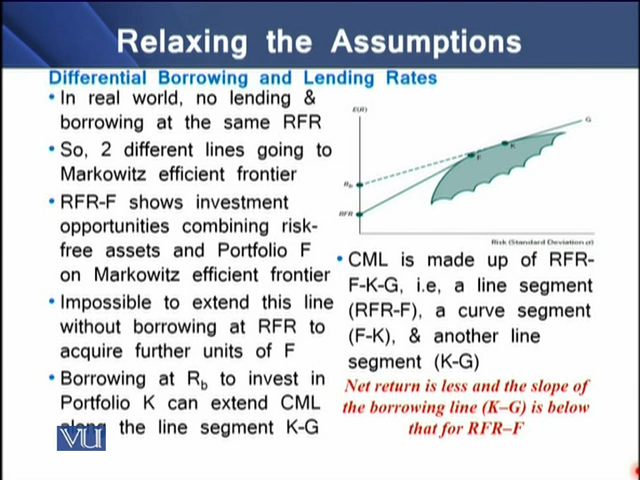 Relaxing the Assumptions
Differential Borrowing and Lending Rates
• In real world, no lending &
borrowing at the same RFR
• So, 2 different lines going to
Markowitz efficient frontier
• RFR-F shows investment
opportunities combining risk-
free assets and Portfolio F
on Markowitz efficient frontier
• Impossible to extend this line
without borrowing at RFR to
acquire further units of F
• Borrowing at Rb to invest in
Portfolio K can extend CML
along the line segment K-G
VU
E(R)
G
K
F
Rb
RFR
Risk (Standard Deviation σ)
• CML is made up of RFR-
F-K-G, i.e, a line segment
(RFR-F), a curve segment
(F-K), & another line
segment (K-G)
Net return is less and the slope of
the borrowing line (K–G) is below
that for RFR–F